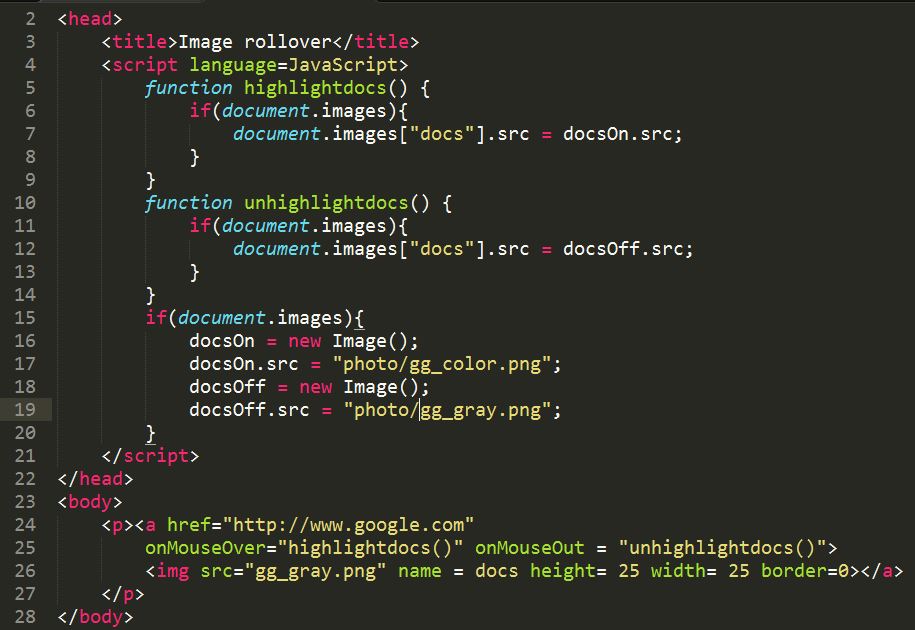 2 <head>
3     <title>Image rollover</title>
4     <script language=JavaScript>
5         function highlightdocs() {
6             if(document.images){
7                 document.images["docs"].src = docsOn.src;
8             }
9         }
10         function unhighlightdocs() {
11             if(document.images){
12                 document.images["docs"].src = docsOff.src;
13             }
14         }
15         if(document.images){
16             docsOn = new Image();
17             docsOn.src = "photo/gg_color.png";
18             docsOff = new Image();
19             docsOff.src = "photo/gg_gray.png";
20         }
21     </script>
22 </head>
23 <body>
24     <p><a href="http://www.google.com"
25         onMouseOver="highlightdocs()" onMouseOut = "unhighlightdocs()">
26         <img src="gg_gray.png" name = docs height= 25 width= 25 border=0></a>
27     </p>
28 </body>